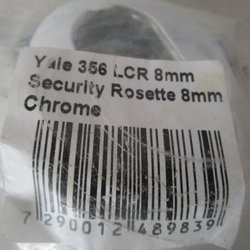 Yale 356 LCR 8mm
Security Rosette 8mm
Chrome
7 290012 489839